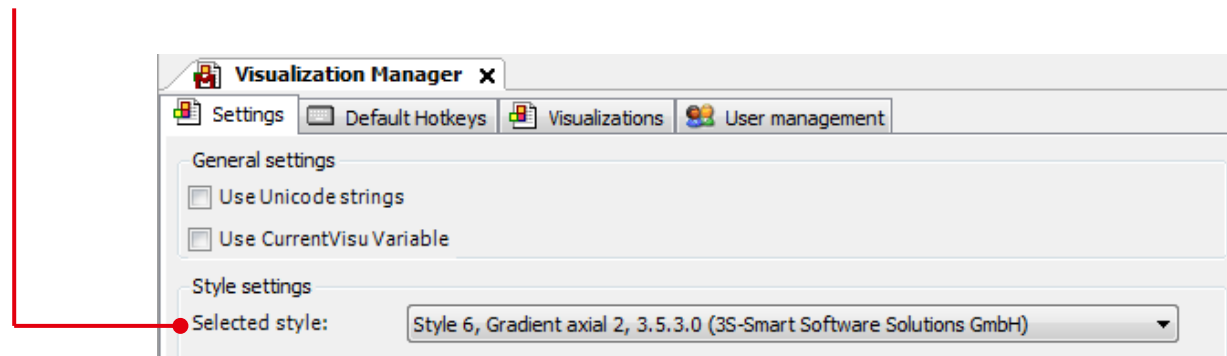 Visualization Manager x
Settings Default Hotkeys Visualizations User management
General settings
Use Unicode strings
Use CurrentVisu Variable
Style settings
Selected style: Style 6, Gradient axial 2, 3.5.3.0 (3S-Smart Software Solutions GmbH)